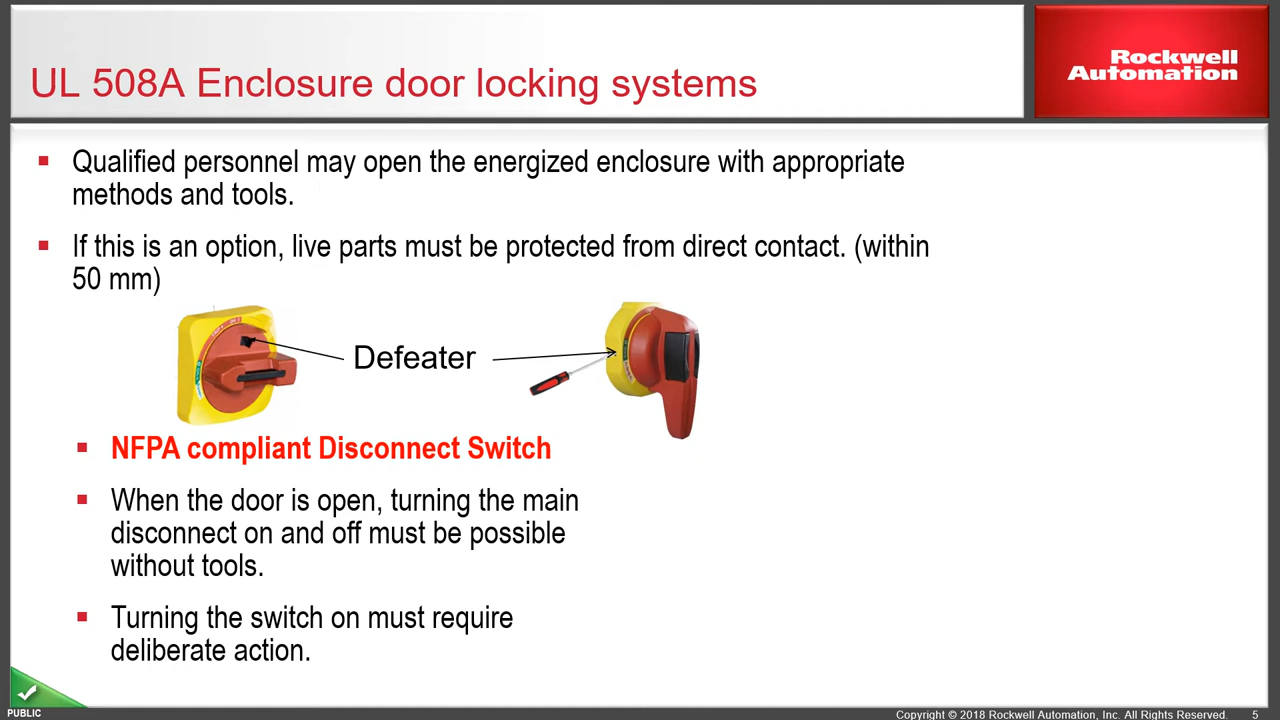 UL 508A Enclosure door locking systems
Rockwell
Automation
Qualified personnel may open the energized enclosure with appropriate
methods and tools.
If this is an option, live parts must be protected from direct contact. (within
50 mm)
Defeater
NFPA compliant Disconnect Switch
When the door is open, turning the main
disconnect on and off must be possible
without tools.
Turning the switch on must require
deliberate action.
PUBLIC
Copyright © 2018 Rockwell Automation, Inc. All Rights Reserved. 5